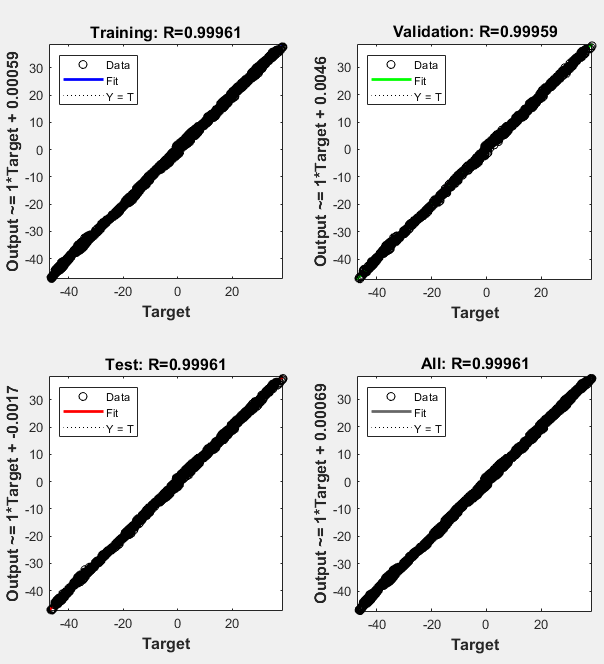 Training: R=0.99961
Output ~= 1*Target + 0.00059
Data
Fit
Y = T
30
20
10
0
-10
-20
-30
-40
-40 -20 0 20
Target
Validation: R=0.99959
Output ~= 1*Target + 0.0046
Data
Fit
Y = T
30
20
10
0
-10
-20
-30
-40
-40 -20 0 20
Target
Test: R=0.99961
Output ~= 1*Target + -0.0017
Data
Fit
Y = T
30
20
10
0
-10
-20
-30
-40
-40 -20 0 20
Target
All: R=0.99961
Output ~= 1*Target + 0.00069
Data
Fit
Y = T
30
20
10
0
-10
-20
-30
-40
-40 -20 0 20
Target